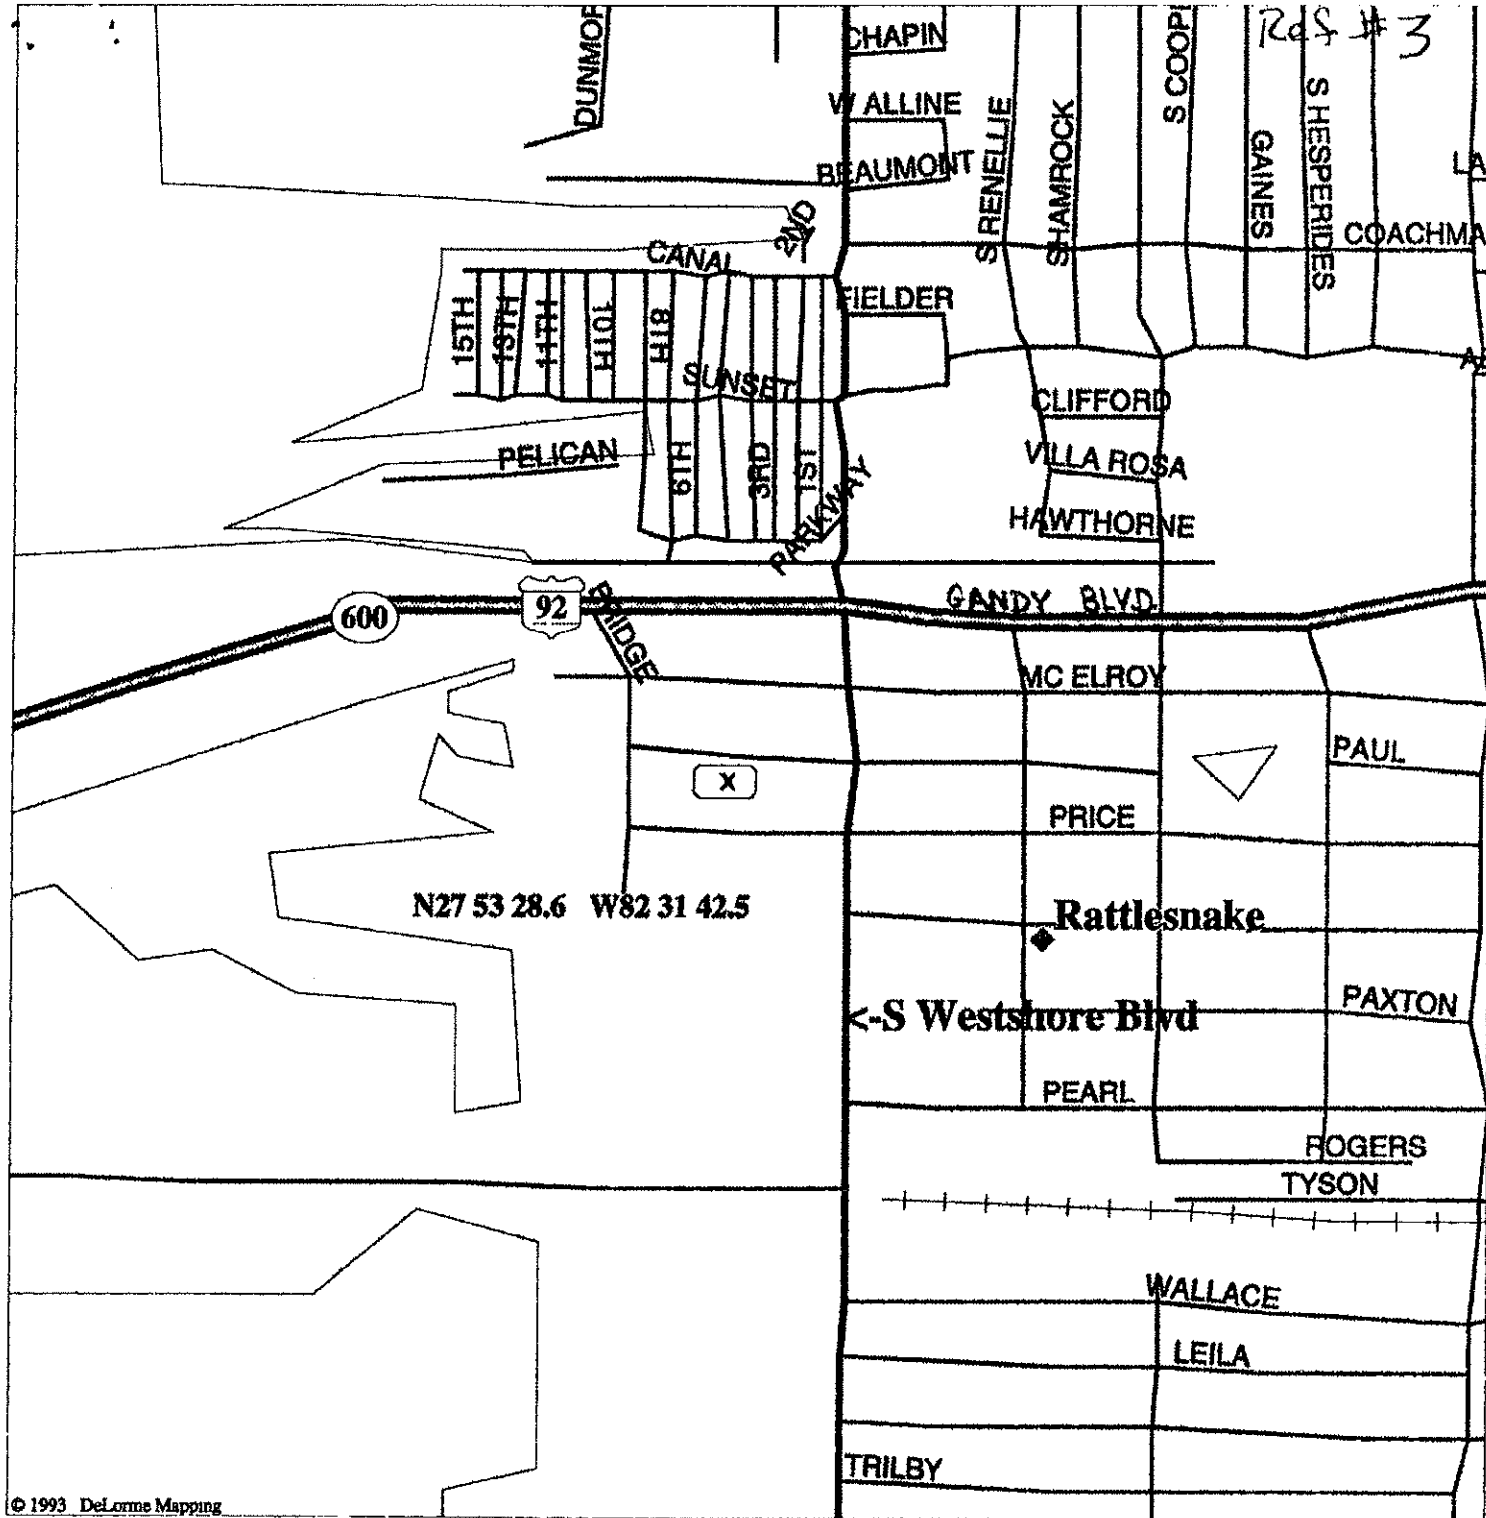 Ref #3
CHAPIN
DUNMOR
S COOP
W ALLINE
S RENELLIE
SHAMROCK
GAINES
S HESPERIDES
BEAUMONT
LA
2ND
COACHMA
CANAL
FIELDER
15TH
13TH
11TH
10TH
8TH
SUNSET
CLIFFORD
PELICAN
6TH
3RD
1ST
PARKWAY
VILLA ROSA
HAWTHORNE
600
92
BRIDGE
GANDY BLVD.
MC ELROY
PAUL
X
PRICE
N27 53 28.6 W82 31 42.5
Rattlesnake
PAXTON
<-S Westshore Blvd
PEARL
ROGERS
TYSON
WALLACE
LEILA
TRILBY
© 1993 DeLorme Mapping